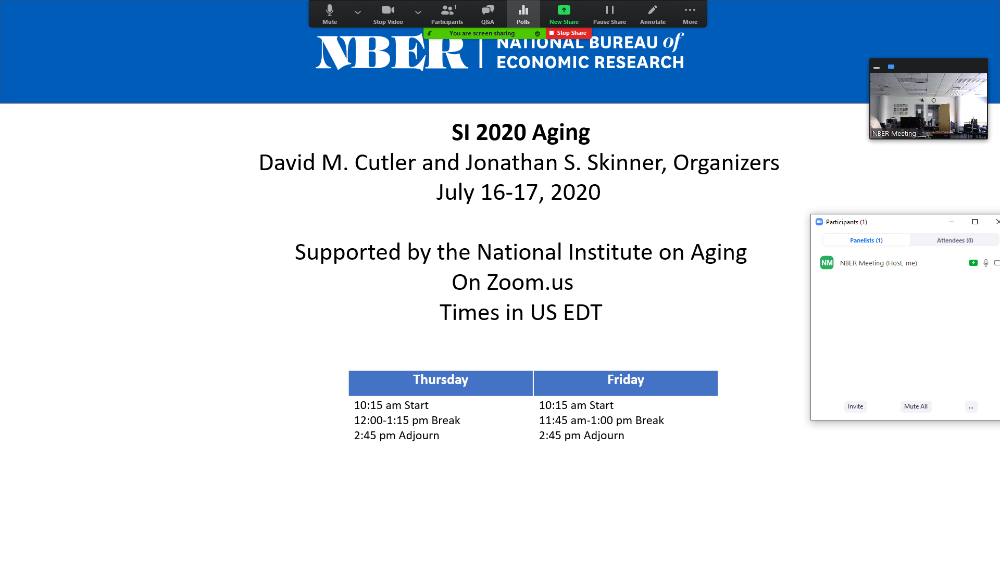 Mute
Stop Video
Participants
1
Q&A
Polls
New Share
Pause Share
Annotate
More
You are screen sharing
Stop Share
NBER
NATIONAL BUREAU of
ECONOMIC RESEARCH
NBER Meeting
SI 2020 Aging
David M. Cutler and Jonathan S. Skinner, Organizers
July 16-17, 2020
Supported by the National Institute on Aging
On Zoom.us
Times in US EDT
Participants (1)
Panelists (1)
Attendees (0)
NM
NBER Meeting (Host, me)
Invite
Mute All
...
Thursday
Friday
10:15 am Start
12:00-1:15 pm Break
2:45 pm Adjourn
10:15 am Start
11:45 am-1:00 pm Break
2:45 pm Adjourn